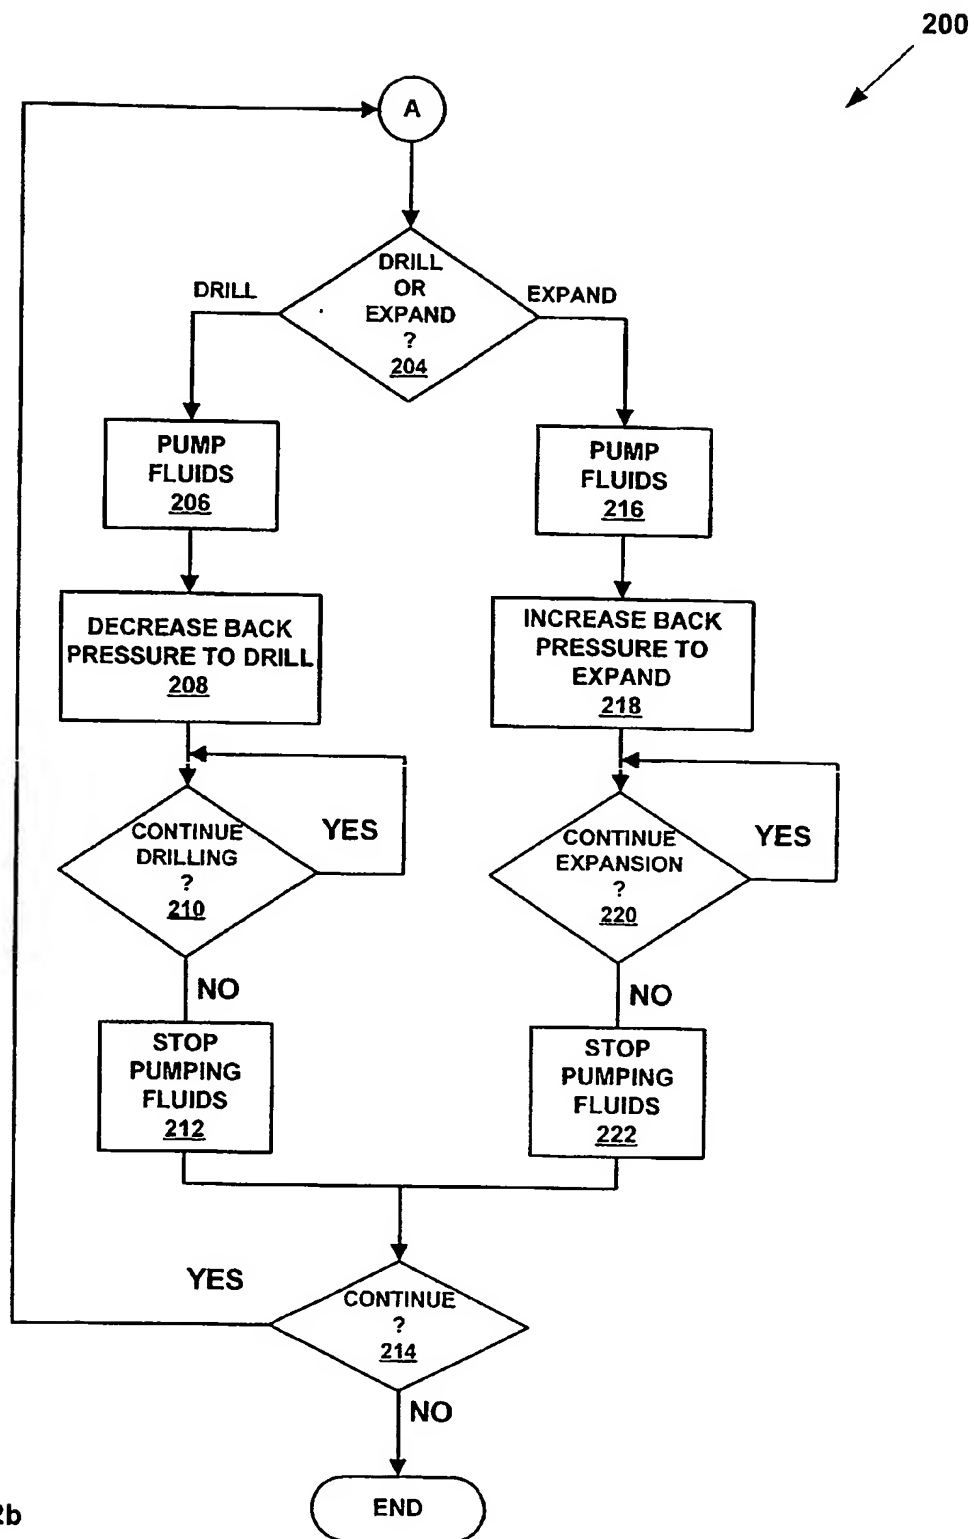 200
A
DRILL
OR
EXPAND
?
204
DRILL
EXPAND
PUMP
FLUIDS
206
PUMP
FLUIDS
216
DECREASE BACK
PRESSURE TO DRILL
208
INCREASE BACK
PRESSURE TO
EXPAND
218
CONTINUE
DRILLING
?
210
YES
CONTINUE
EXPANSION
?
220
YES
NO
NO
STOP
PUMPING
FLUIDS
212
STOP
PUMPING
FLUIDS
222
YES
CONTINUE
?
214
NO
END